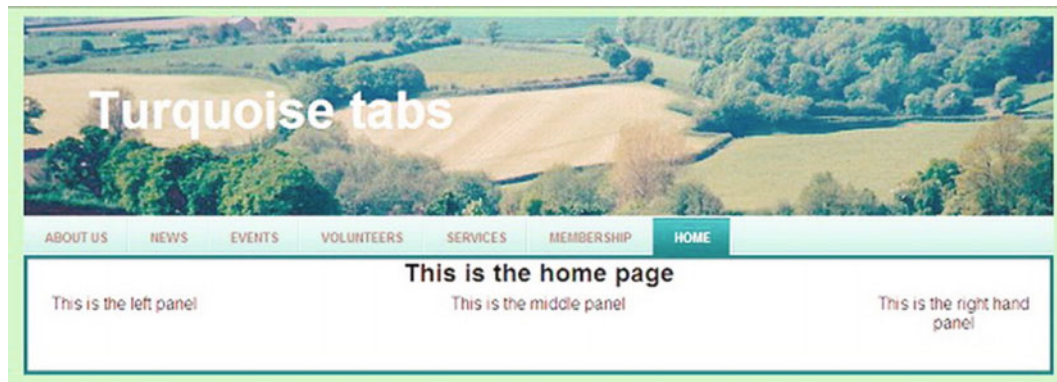 Turquoise tabs
ABOUT US NEWS EVENTS VOLUNTEERS SERVICES MEMBERSHIP HOME
This is the home page
This is the left panel This is the middle panel This is the right hand
panel